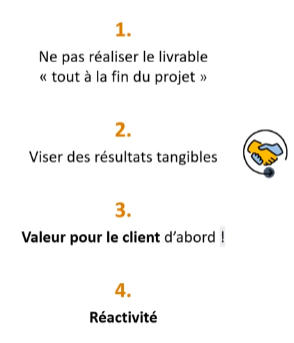 1.
Ne pas réaliser le livrable
« tout à la fin du projet »
2.
Viser des résultats tangibles
3.
Valeur pour le client d’abord !
4.
Réactivité